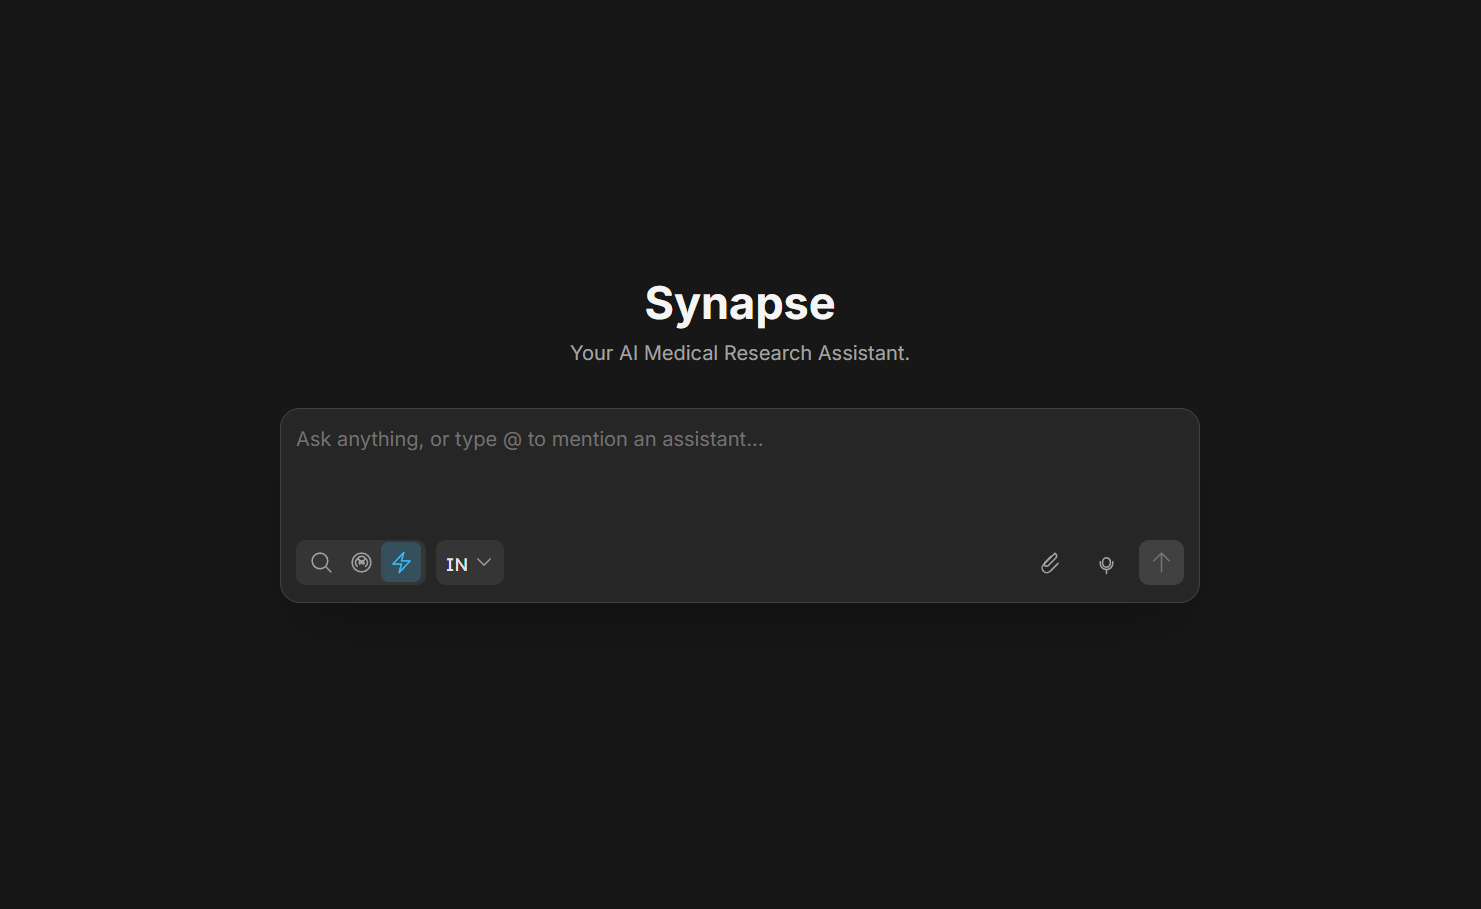 Synapse
Your AI Medical Research Assistant.
Ask anything, or type @ to mention an assistant...
IN